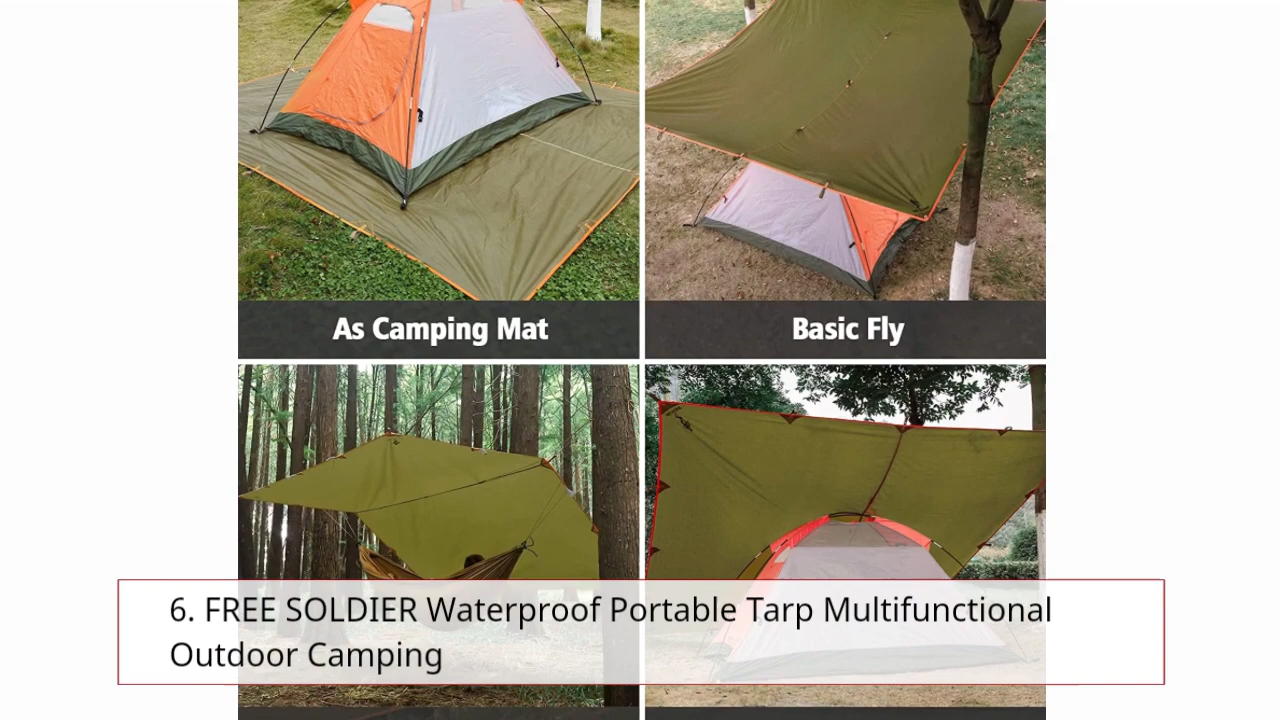 As Camping Mat
Basic Fly
6. FREE SOLDIER Waterproof Portable Tarp Multifunctional
Outdoor Camping